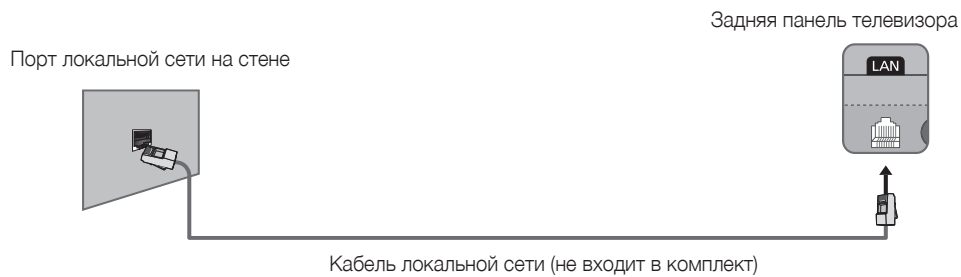 Задняя панель телевизора
Порт локальной сети на стене
LAN
Кабель локальной сети (не входит в комплект)